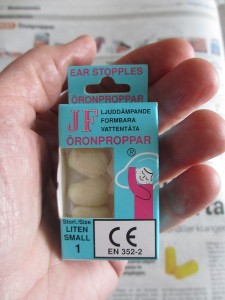 EAR STOPPLES
ÖRONPROPPAR
JF
LJUDDÄMPANDE
FORMBARA
VATTENTÄTA
ÖRONPROPPAR
Storl./Size
LITEN
SMALL
1
CE
EN 352-2